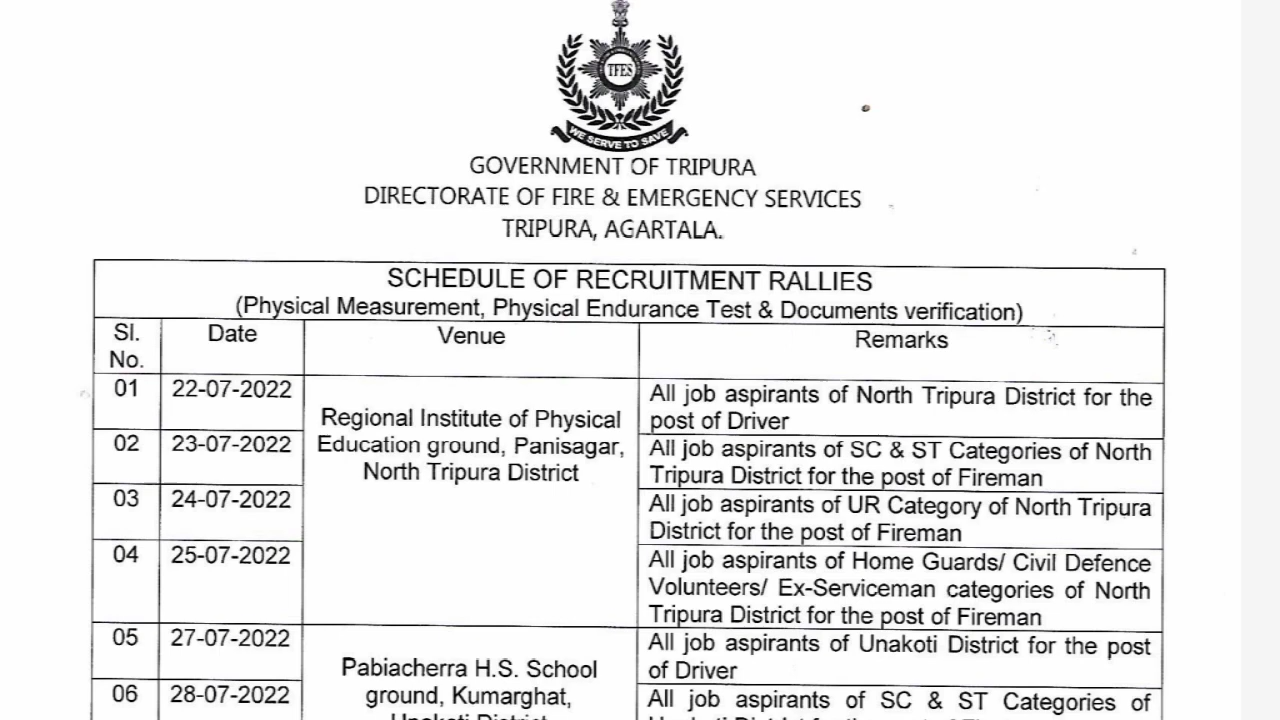 TFES
WE SERVE TO SAVE
GOVERNMENT OF TRIPURA
DIRECTORATE OF FIRE & EMERGENCY SERVICES
TRIPURA, AGARTALA.
SCHEDULE OF RECRUITMENT RALLIES
(Physical Measurement, Physical Endurance Test & Documents verification)
Sl. No.
Date
Venue
Remarks
01
22-07-2022
Regional Institute of Physical
Education ground, Panisagar,
North Tripura District
All job aspirants of North Tripura District for the
post of Driver
02
23-07-2022
All job aspirants of SC & ST Categories of North
Tripura District for the post of Fireman
03
24-07-2022
All job aspirants of UR Category of North Tripura
District for the post of Fireman
04
25-07-2022
All job aspirants of Home Guards/ Civil Defence
Volunteers/ Ex-Serviceman categories of North
Tripura District for the post of Fireman
05
27-07-2022
Pabiacherra H.S. School
ground, Kumarghat,
Unakoti District
All job aspirants of Unakoti District for the post
of Driver
06
28-07-2022
All job aspirants of SC & ST Categories of